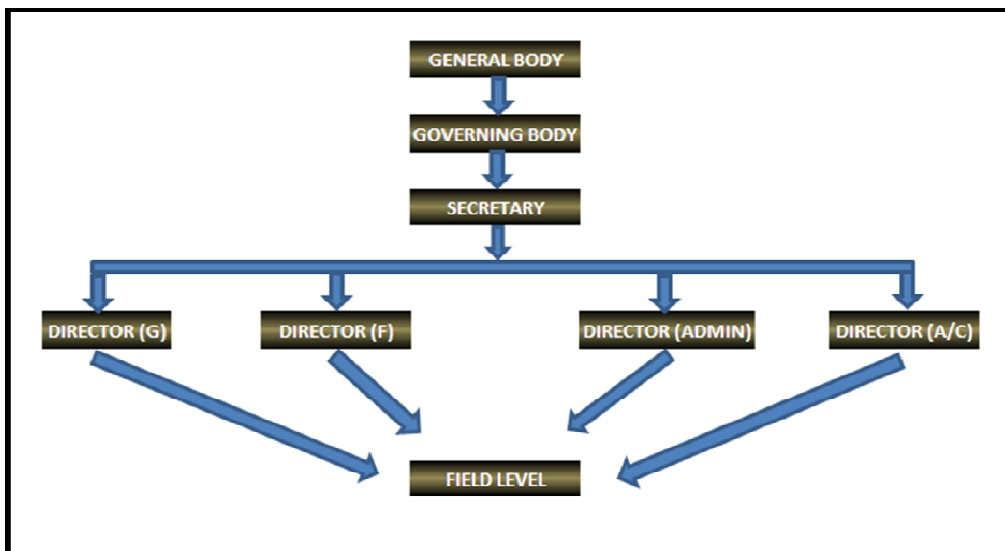 GENERAL BODY
GOVERNING BODY
SECRETARY
DIRECTOR (G)
DIRECTOR (F)
DIRECTOR (ADMIN)
DIRECTOR (A/C)
FIELD LEVEL